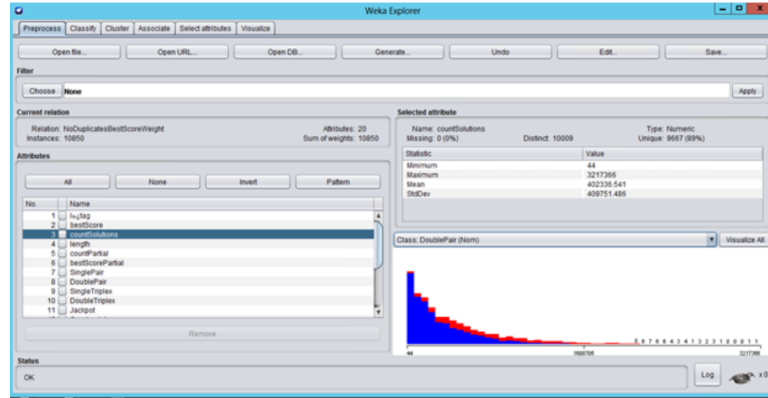 Weka Explorer
Preprocess Classify Cluster Associate Select attributes Visualize
Open file... Open URL... Open DB... Generate... Undo Edit... Save...
Filter
Choose None Apply
Current relation
Relation: NoDuplicatesBestScoreWeight Attributes: 20
Instances: 10850 Sum of weights: 10850
Selected attribute
Name: countSolutions Type: Numeric
Missing: 0 (0%) Distinct: 10009 Unique: 9667 (89%)
Statistic Value
Minimum 44
Maximum 3217366
Mean 402336.541
StdDev 409751.486
Attributes
All None Invert Pattern
No. Name
1 ï»¿tag
2 bestScore
3 countSolutions
4 length
5 countPartial
6 bestScorePartial
7 SinglePair
8 DoublePair
9 SingleTriplex
10 DoubleTriplex
11 Jackpot
Remove
Class: DoublePair (Nom) Visualize All
44 1608705 3217366
Status
OK
Log x 0